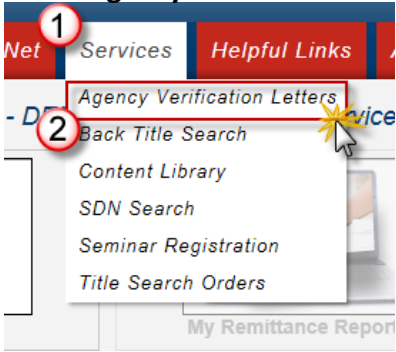 1
Net Services Helpful Links
Agency Verification Letters
2
Back Title Search
Content Library
SDN Search
Seminar Registration
Title Search Orders
My Remittance Repor